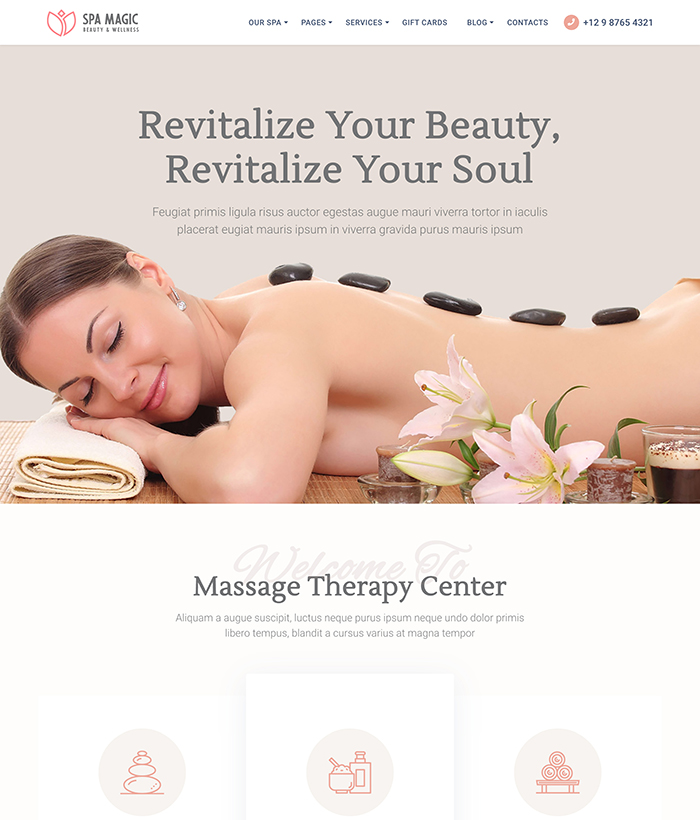 SPA MAGIC
BEAUTY & WELLNESS
OUR SPA PAGES SERVICES GIFT CARDS BLOG CONTACTS +12 9 8765 4321
Revitalize Your Beauty,
Revitalize Your Soul
Feugiat primis ligula risus auctor egestas augue mauri viverra tortor in iaculis
placerat eugiat mauris ipsum in viverra gravida purus mauris ipsum
Welcome To
Massage Therapy Center
Aliquam a augue suscipit, luctus neque purus ipsum neque undo dolor primis
libero tempus, blandit a cursus varius at magna tempor